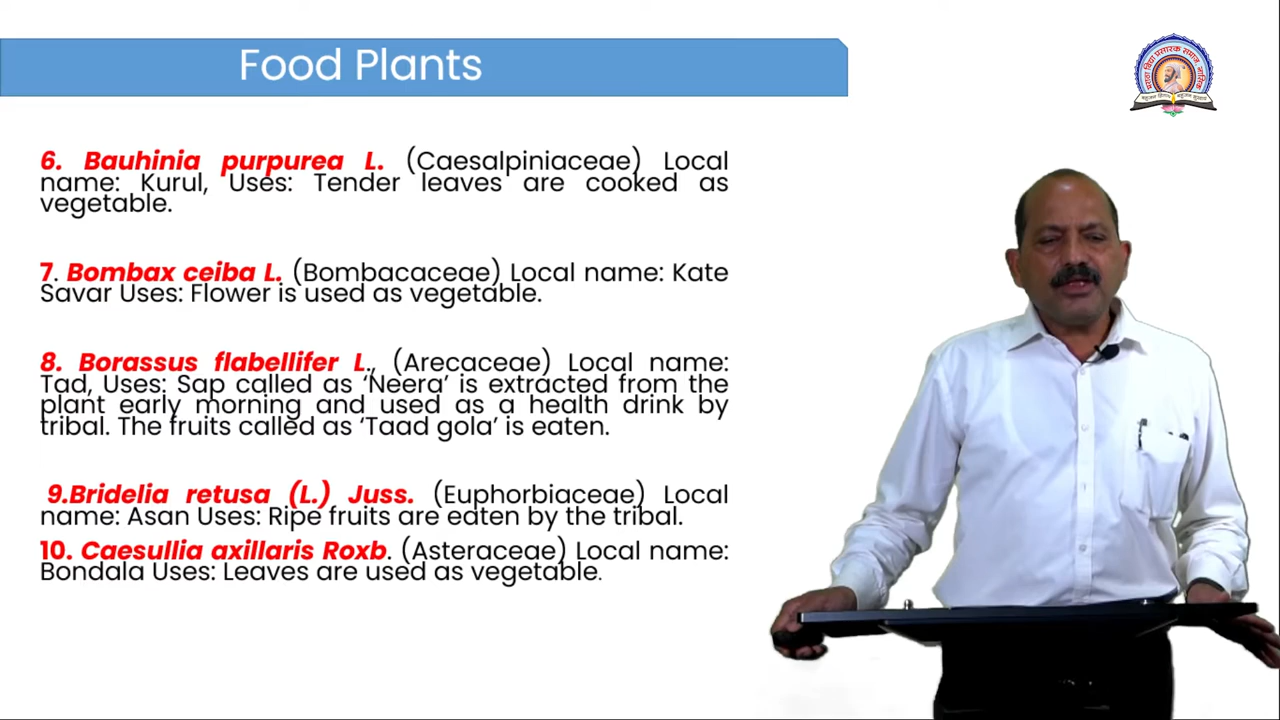 Food Plants
मराठा विद्या प्रसारक समाज, नाशिक
6. Bauhinia purpurea L. (Caesalpiniaceae) Local
name: Kurul, Uses: Tender leaves are cooked as
vegetable.
7. Bombax ceiba L. (Bombacaceae) Local name: Kate
Savar Uses: Flower is used as vegetable.
8. Borassus flabellifer L., (Arecaceae) Local name:
Tad, Uses: Sap called as ‘Neera’ is extracted from the
plant early morning and used as a health drink by
tribal. The fruits called as ‘Taad gola’ is eaten.
9.Bridelia retusa (L.) Juss. (Euphorbiaceae) Local
name: Asan Uses: Ripe fruits are eaten by the tribal.
10. Caesullia axillaris Roxb. (Asteraceae) Local name:
Bondala Uses: Leaves are used as vegetable.